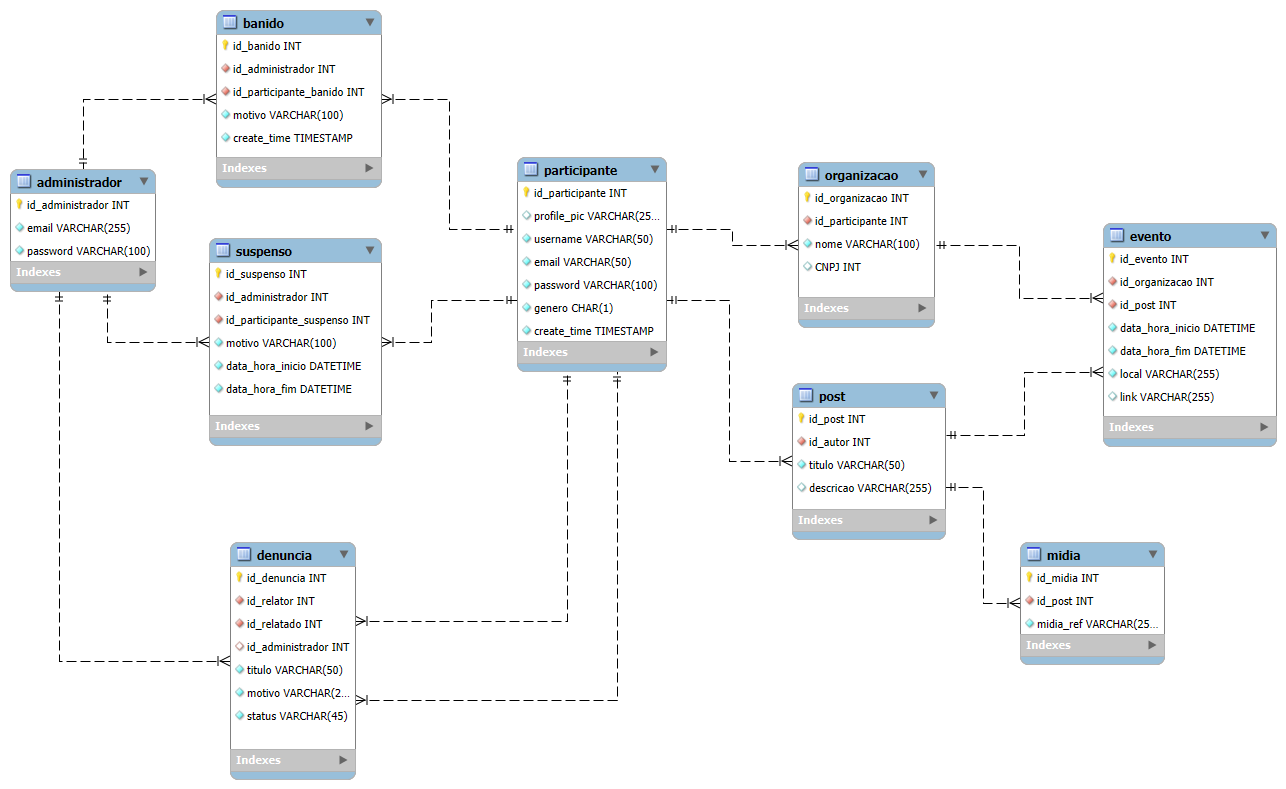 banido
id_banido INT
id_administrador INT
id_participante_banido INT
motivo VARCHAR(100)
create_time TIMESTAMP
Indexes
administrador
id_administrador INT
email VARCHAR(255)
password VARCHAR(100)
Indexes
suspenso
id_suspenso INT
id_administrador INT
id_participante_suspenso INT
motivo VARCHAR(100)
data_hora_inicio DATETIME
data_hora_fim DATETIME
Indexes
participante
id_participante INT
profile_pic VARCHAR(25...
username VARCHAR(50)
email VARCHAR(50)
password VARCHAR(100)
genero CHAR(1)
create_time TIMESTAMP
Indexes
organizacao
id_organizacao INT
id_participante INT
nome VARCHAR(100)
CNPJ INT
Indexes
evento
id_evento INT
id_organizacao INT
id_post INT
data_hora_inicio DATETIME
data_hora_fim DATETIME
local VARCHAR(255)
link VARCHAR(255)
Indexes
post
id_post INT
id_autor INT
titulo VARCHAR(50)
descricao VARCHAR(255)
Indexes
denuncia
id_denuncia INT
id_relator INT
id_relatado INT
id_administrador INT
titulo VARCHAR(50)
motivo VARCHAR(2...
status VARCHAR(45)
Indexes
midia
id_midia INT
id_post INT
midia_ref VARCHAR(25...
Indexes